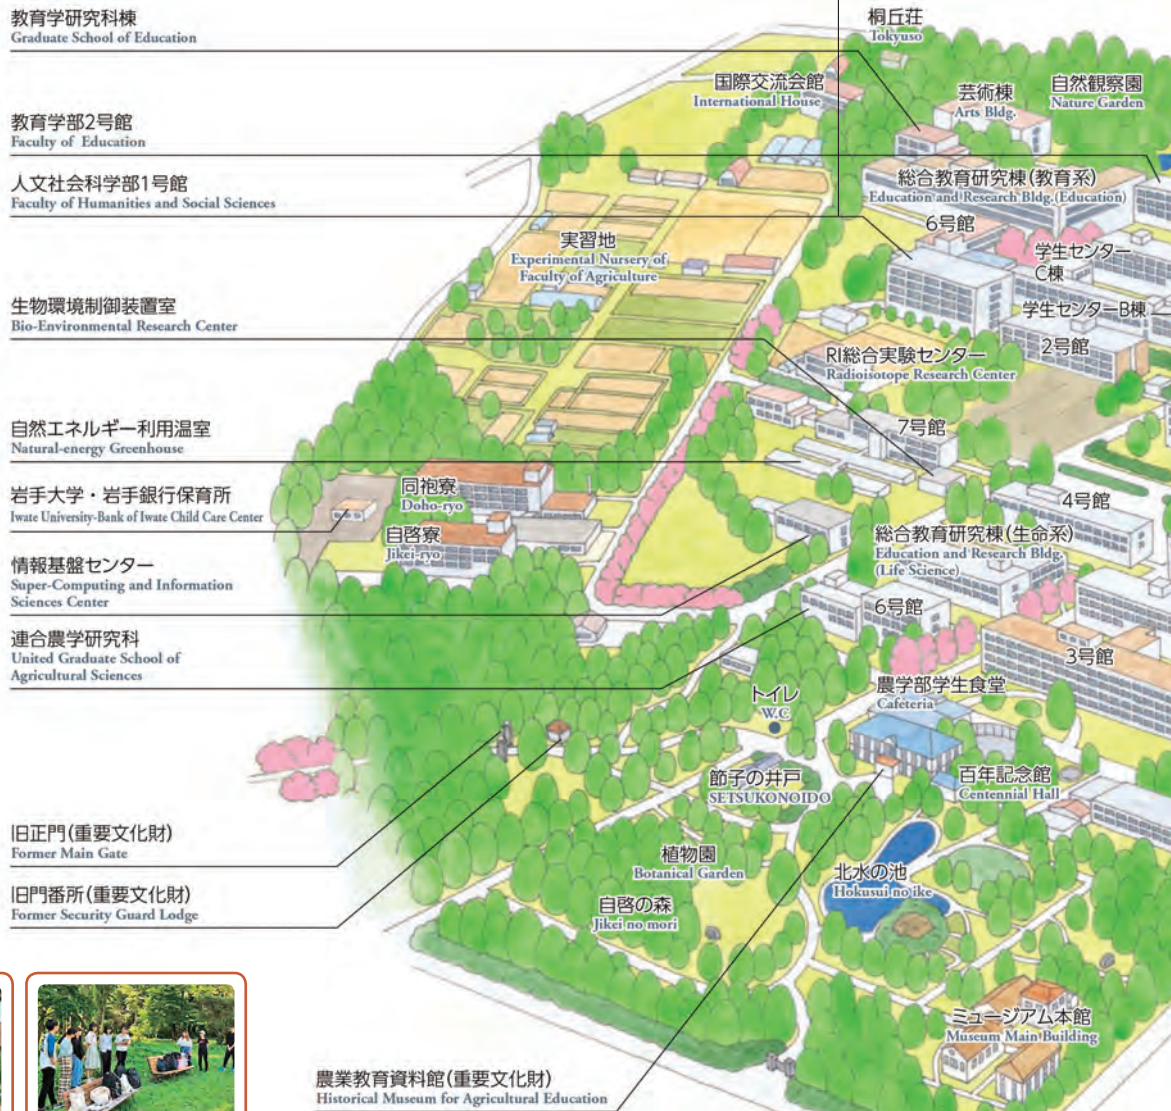 教育学研究科棟
Graduate School of Education
教育学部2号館
Faculty of Education
人文社会科学部1号館
Faculty of Humanities and Social Sciences
生物環境制御装置室
Bio-Environmental Research Center
自然エネルギー利用温室
Natural-energy Greenhouse
岩手大学・岩手銀行保育所
Iwate University-Bank of Iwate Child Care Center
情報基盤センター
Super-Computing and Information
Sciences Center
連合農学研究科
United Graduate School of
Agricultural Sciences
旧正門(重要文化財)
Former Main Gate
旧門番所(重要文化財)
Former Security Guard Lodge
農業教育資料館(重要文化財)
Historical Museum for Agricultural Education
桐丘荘
Tokyuso
国際交流会館
International House
芸術棟
Arts Bldg.
自然観察園
Nature Garden
総合教育研究棟(教育系)
Education and Research Bldg.(Education)
6号館
学生センター
C棟
学生センターB棟
2号館
実習地
Experimental Nursery of
Faculty of Agriculture
RI総合実験センター
Radioisotope Research Center
7号館
4号館
同袍寮
Doho-ryo
自啓寮
Jikei-ryo
総合教育研究棟(生命系)
Education and Research Bldg.
(Life Science)
6号館
3号館
農学部学生食堂
Cafeteria
トイレ
W.C
節子の井戸
SETSUKONOIDO
百年記念館
Centennial Hall
植物園
Botanical Garden
北水の池
Hokusui no ike
自啓の森
Jikei no mori
ミュージアム本館
Museum Main Building